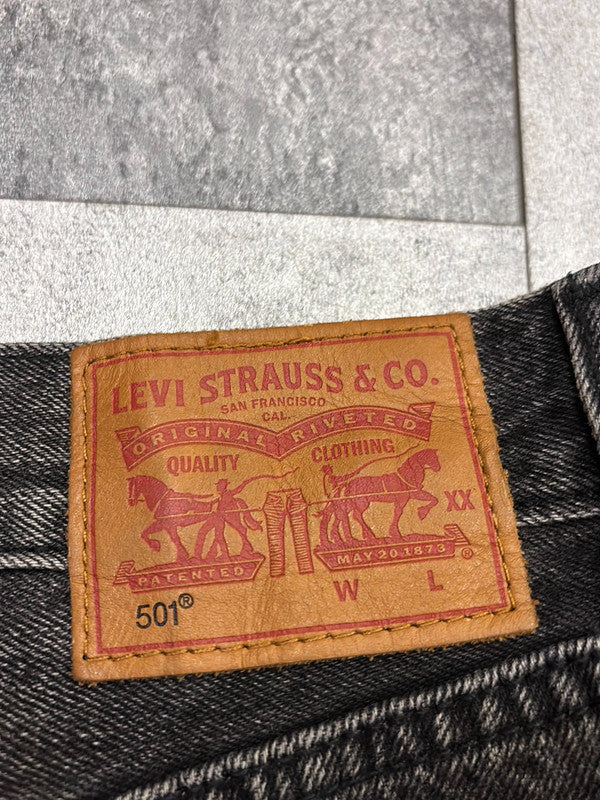 LEVI STRAUSS & CO.
SAN FRANCISCO
CAL.
ORIGINAL RIVETED
QUALITY CLOTHING
XX
PATENTED MAY 20 1873 ®
W L
501®